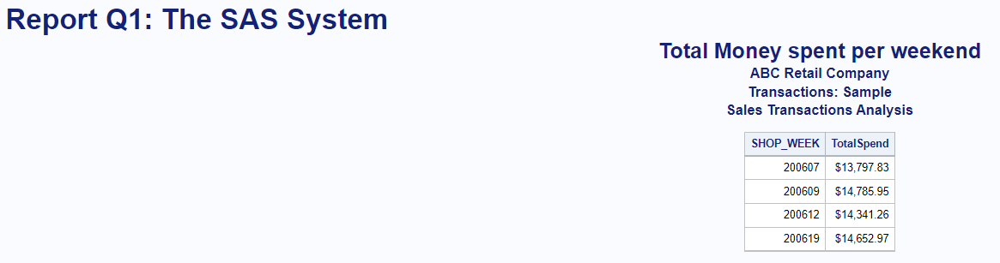 Report Q1: The SAS System
Total Money spent per weekend
ABC Retail Company
Transactions: Sample
Sales Transactions Analysis
SHOP_WEEK TotalSpend
200607 $13,797.83
200609 $14,785.95
200612 $14,341.26
200619 $14,652.97